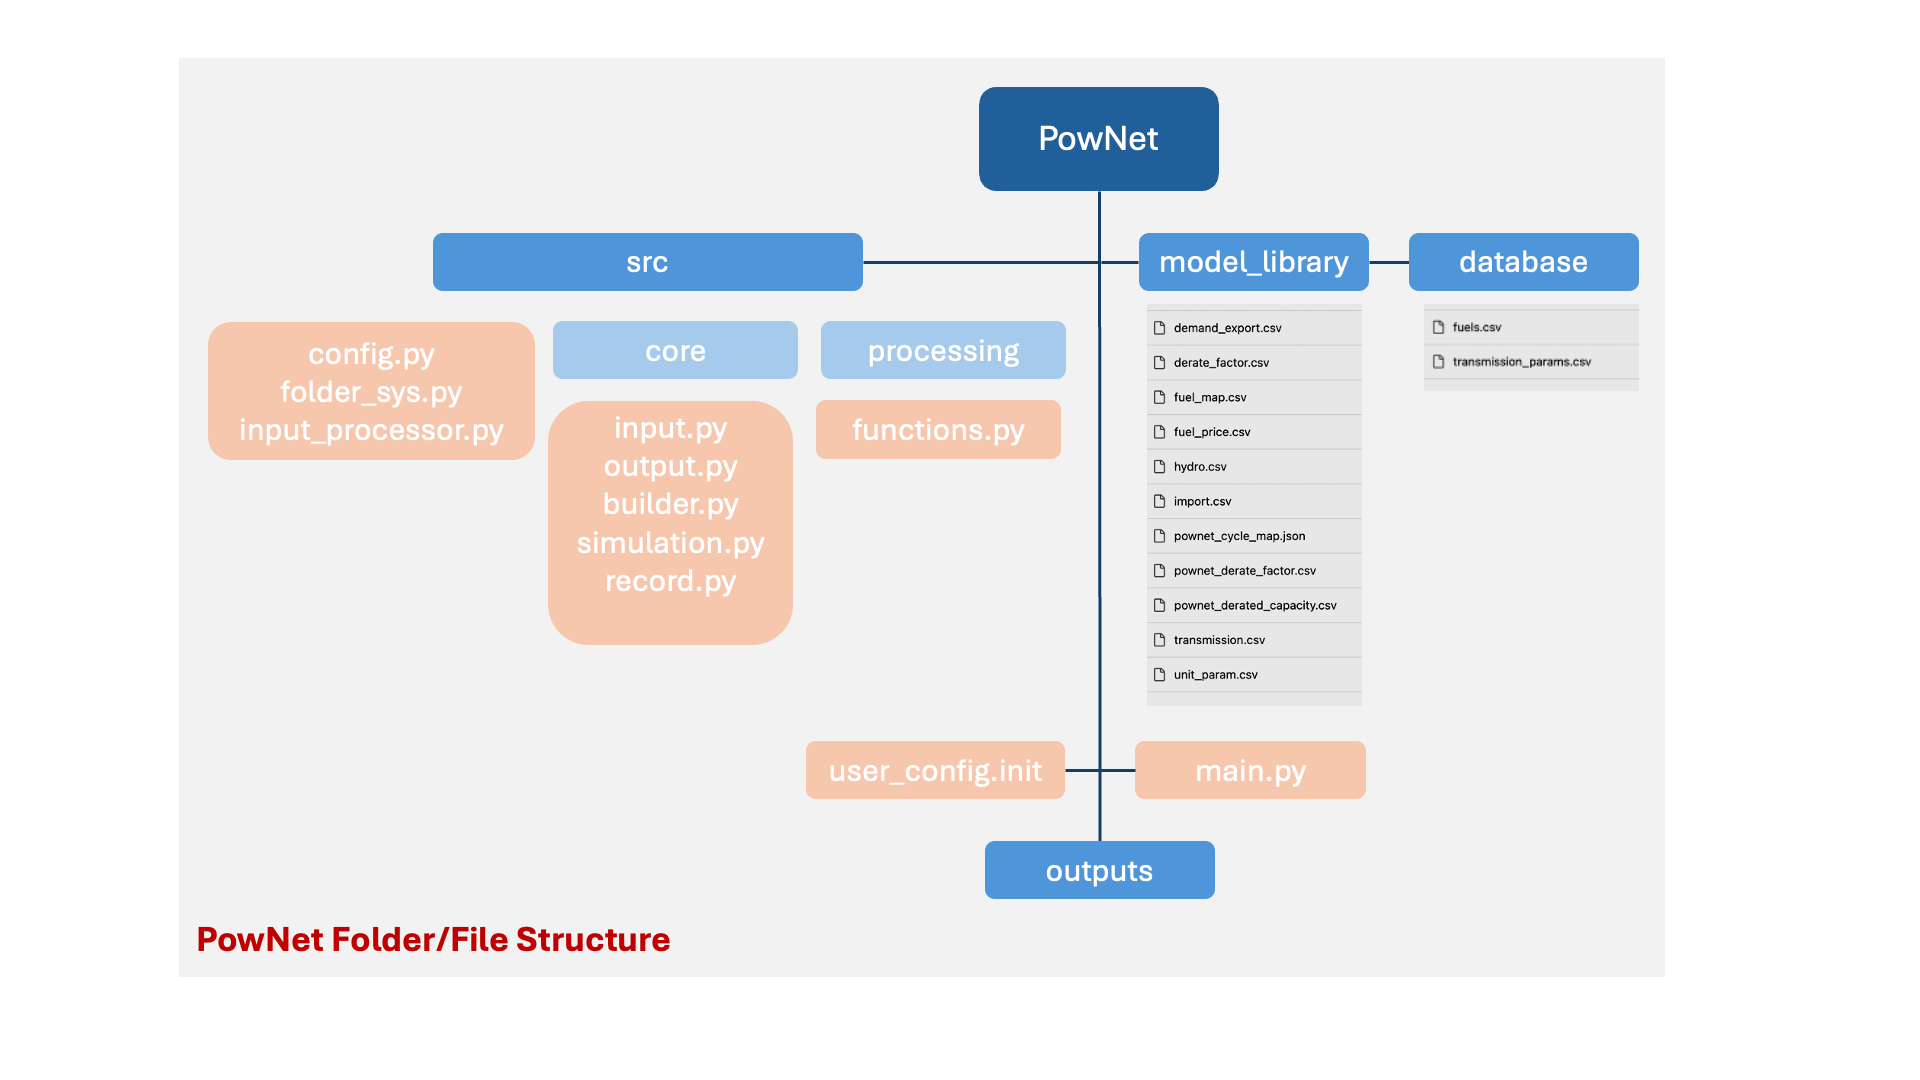 PowNet
src
model_library
database
config.py
folder_sys.py
input_processor.py
core
input.py
output.py
builder.py
simulation.py
record.py
processing
functions.py
demand_export.csv
derate_factor.csv
fuel_map.csv
fuel_price.csv
hydro.csv
import.csv
pownet_cycle_map.json
pownet_derate_factor.csv
pownet_derated_capacity.csv
transmission.csv
unit_param.csv
fuels.csv
transmission_params.csv
user_config.init
main.py
outputs
PowNet Folder/File Structure